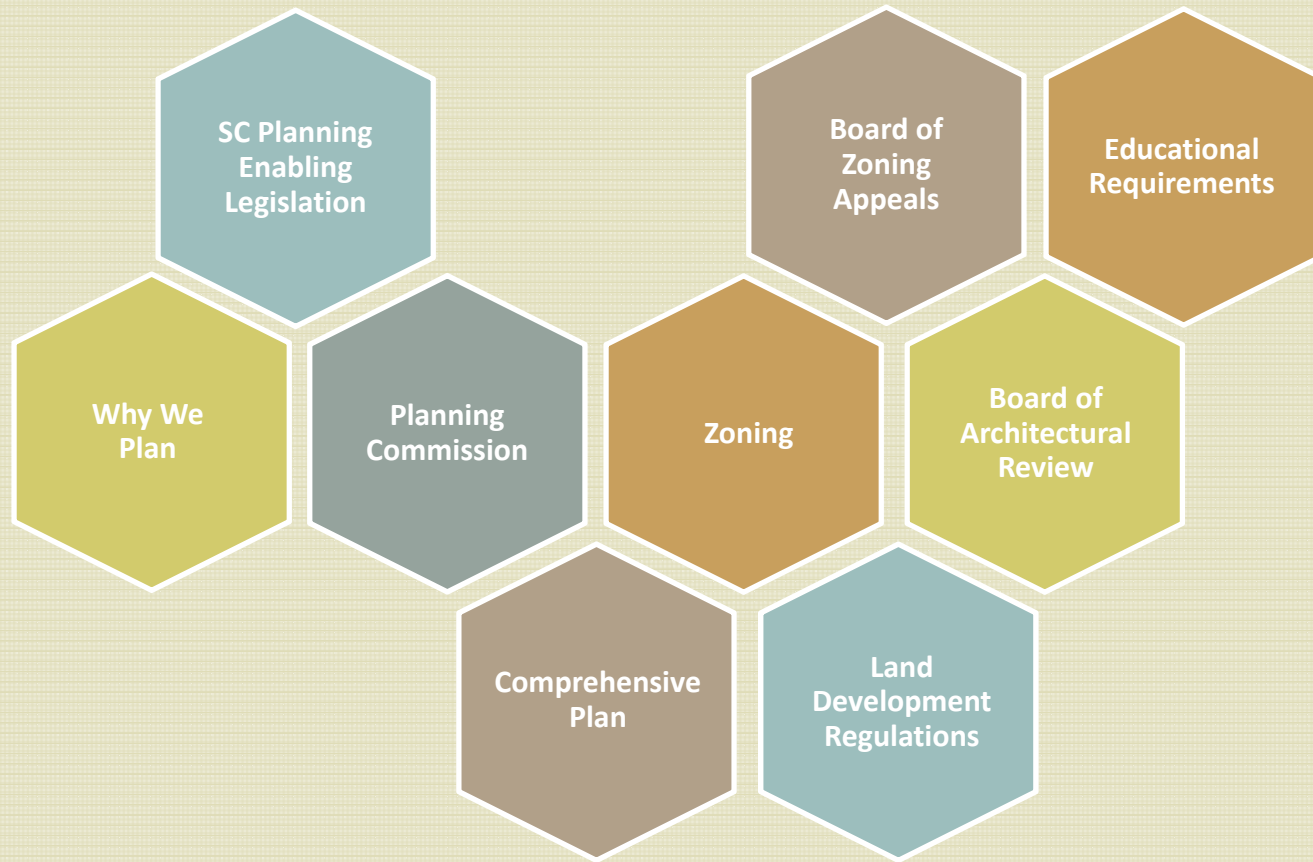 SC Planning
Enabling
Legislation
Board of
Zoning
Appeals
Educational
Requirements
Why We
Plan
Planning
Commission
Zoning
Board of
Architectural
Review
Comprehensive
Plan
Land
Development
Regulations